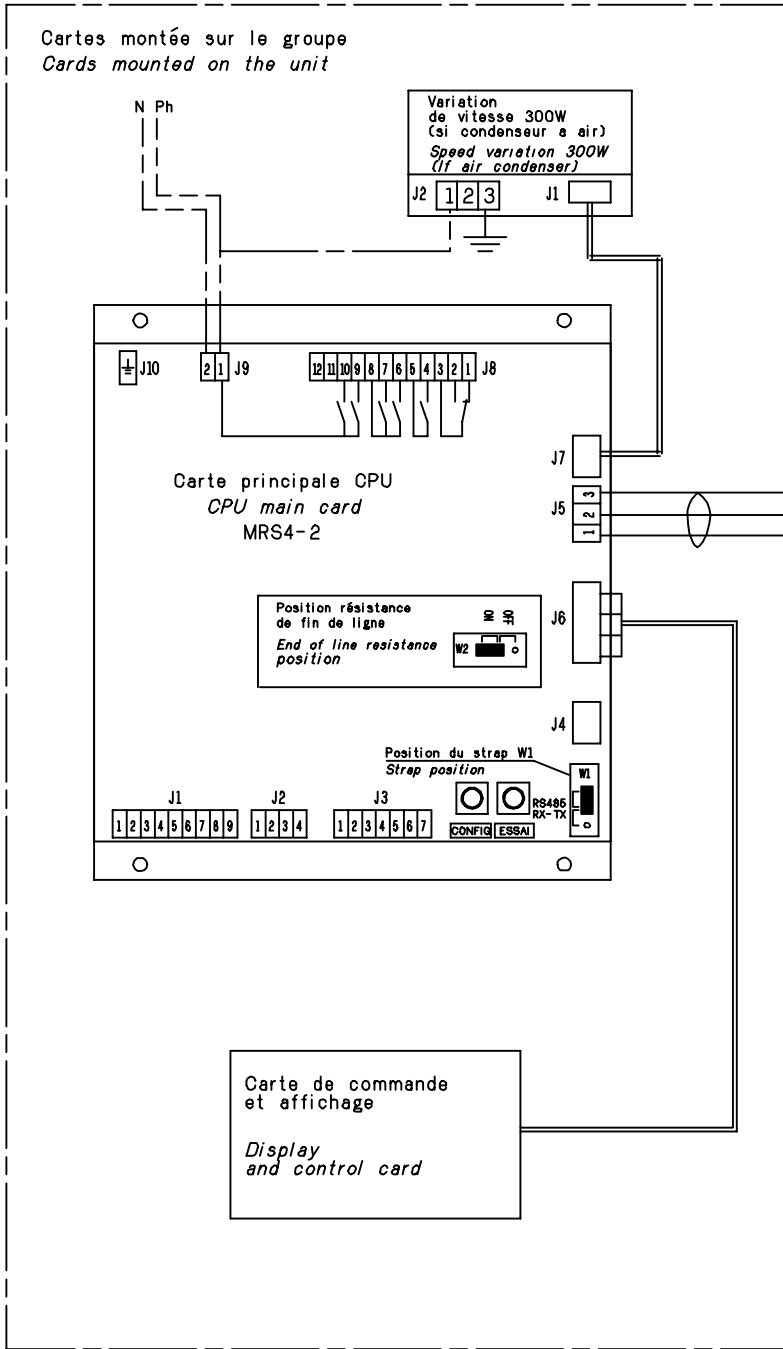 Cartes montée sur le groupe
Cards mounted on the unit
N Ph
Variation
de vitesse 300W
(si condenseur a air)
Speed variation 300W
(If air condenser)
J2 1 2 3 J1
J10 2 1 J9 12 11 10 9 8 7 6 5 4 3 2 1 J8
Carte principale CPU
CPU main card
MRS4-2
J7
J5 3 2 1
Position résistance
de fin de ligne
End of line resistance
position
ON OFF
W2
J6
J4
Position du strap W1
Strap position
W1
RS485
RX-TX
J1 J2 J3
1 2 3 4 5 6 7 8 9 1 2 3 4 1 2 3 4 5 6 7
CONFIG ESSAI
Carte de commande
et affichage
Display
and control card